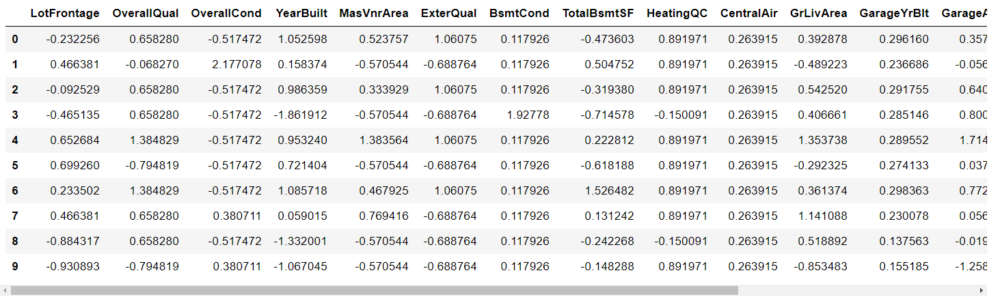 LotFrontage OverallQual OverallCond YearBuilt MasVnrArea ExterQual BsmtCond TotalBsmtSF HeatingQC CentralAir GrLivArea GarageYrBlt GarageA
0 -0.232256 0.658280 -0.517472 1.052598 0.523757 1.06075 0.117926 -0.473603 0.891971 0.263915 0.392878 0.296160 0.357
1 0.466381 -0.068270 2.177078 0.158374 -0.570544 -0.688764 0.117926 0.504752 0.891971 0.263915 -0.489223 0.236686 -0.056
2 -0.092529 0.658280 -0.517472 0.986359 0.333929 1.06075 0.117926 -0.319380 0.891971 0.263915 0.542520 0.291755 0.640
3 -0.465135 0.658280 -0.517472 -1.861912 -0.570544 -0.688764 1.92778 -0.714578 -0.150091 0.263915 0.406661 0.285146 0.800
4 0.652684 1.384829 -0.517472 0.953240 1.383564 1.06075 0.117926 0.222812 0.891971 0.263915 1.353738 0.289552 1.714
5 0.699260 -0.794819 -0.517472 0.721404 -0.570544 -0.688764 0.117926 -0.618188 0.891971 0.263915 -0.292325 0.274133 0.037
6 0.233502 1.384829 -0.517472 1.085718 0.467925 1.06075 0.117926 1.526482 0.891971 0.263915 0.361374 0.298363 0.772
7 0.466381 0.658280 0.380711 0.059015 0.769416 -0.688764 0.117926 0.131242 0.891971 0.263915 1.141088 0.230078 0.056
8 -0.884317 0.658280 -0.517472 -1.332001 -0.570544 -0.688764 0.117926 -0.242268 -0.150091 0.263915 0.518892 0.137563 -0.019
9 -0.930893 -0.794819 0.380711 -1.067045 -0.570544 -0.688764 0.117926 -0.148288 0.891971 0.263915 -0.853483 0.155185 -1.258